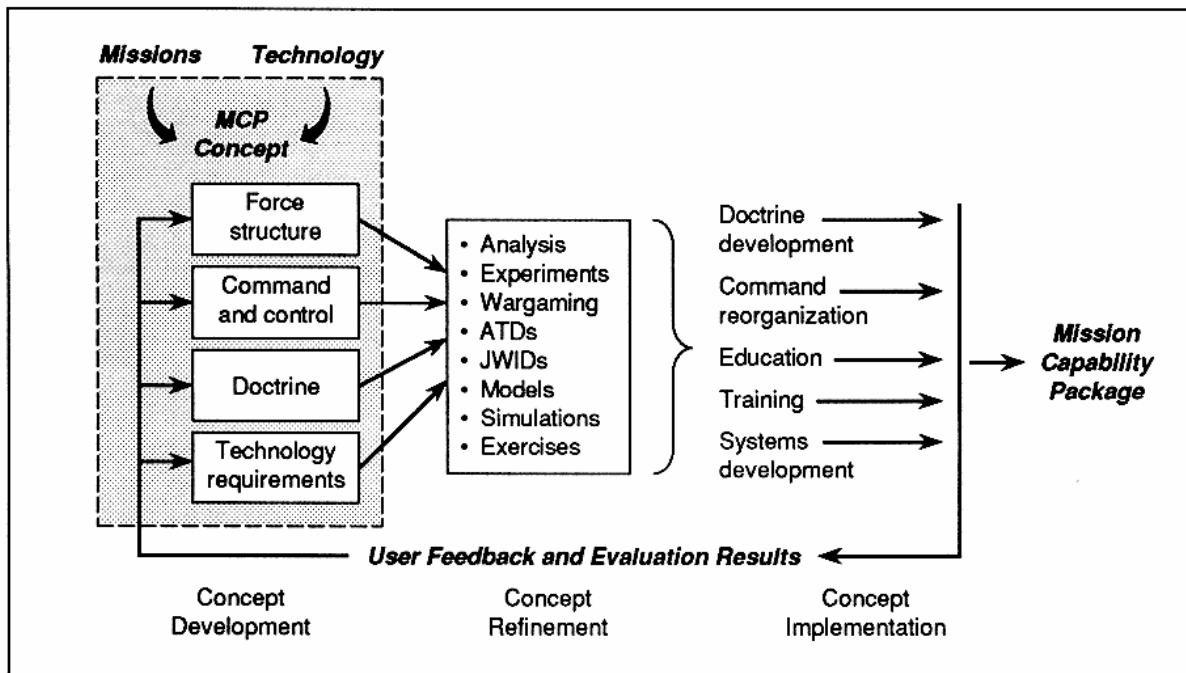 Missions Technology
MCP
Concept
Force
structure
Command
and control
Doctrine
Technology
requirements
• Analysis
• Experiments
• Wargaming
• ATDs
• JWIDs
• Models
• Simulations
• Exercises
Doctrine
development
Command
reorganization
Education
Training
Systems
development
Mission
Capability
Package
User Feedback and Evaluation Results
Concept
Development
Concept
Refinement
Concept
Implementation